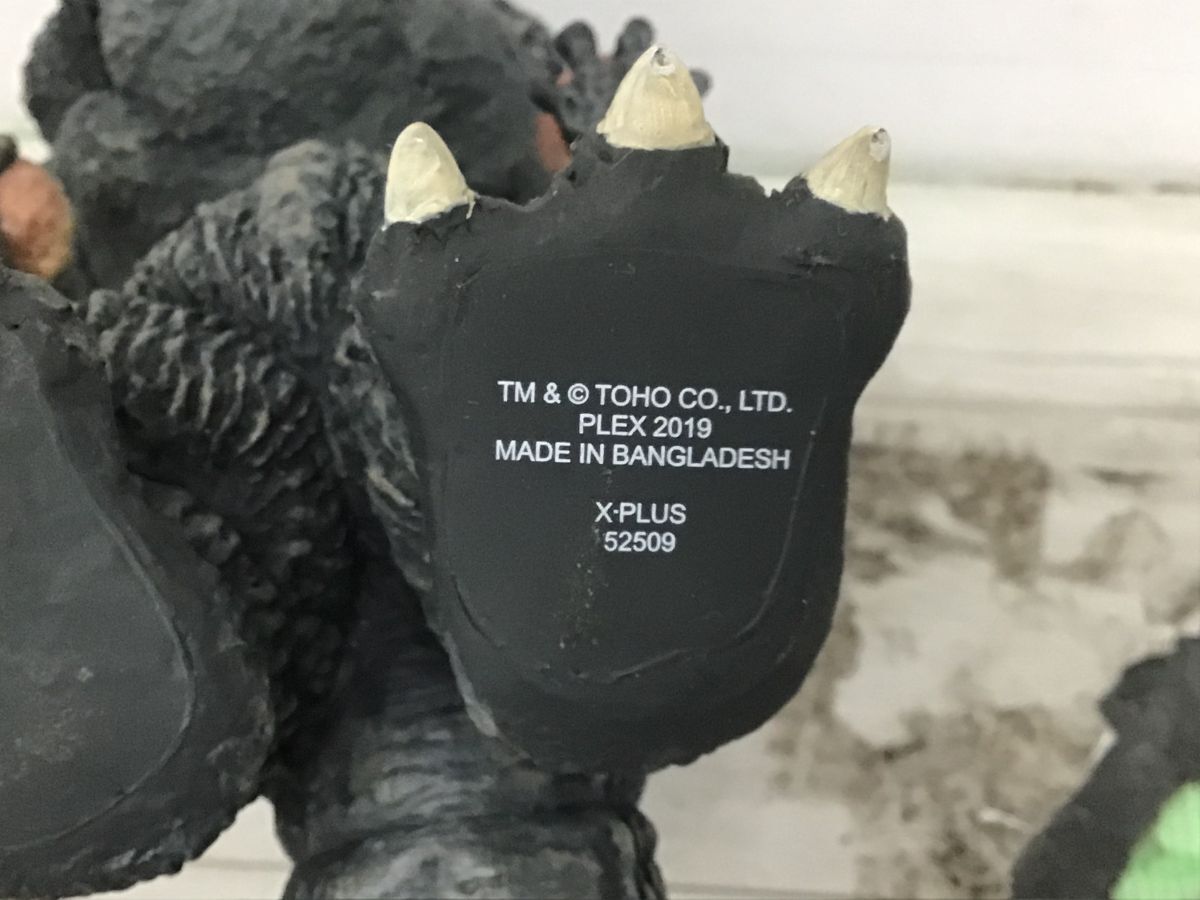 TM & © TOHO CO., LTD.
PLEX 2019
MADE IN BANGLADESH
X·PLUS
52509